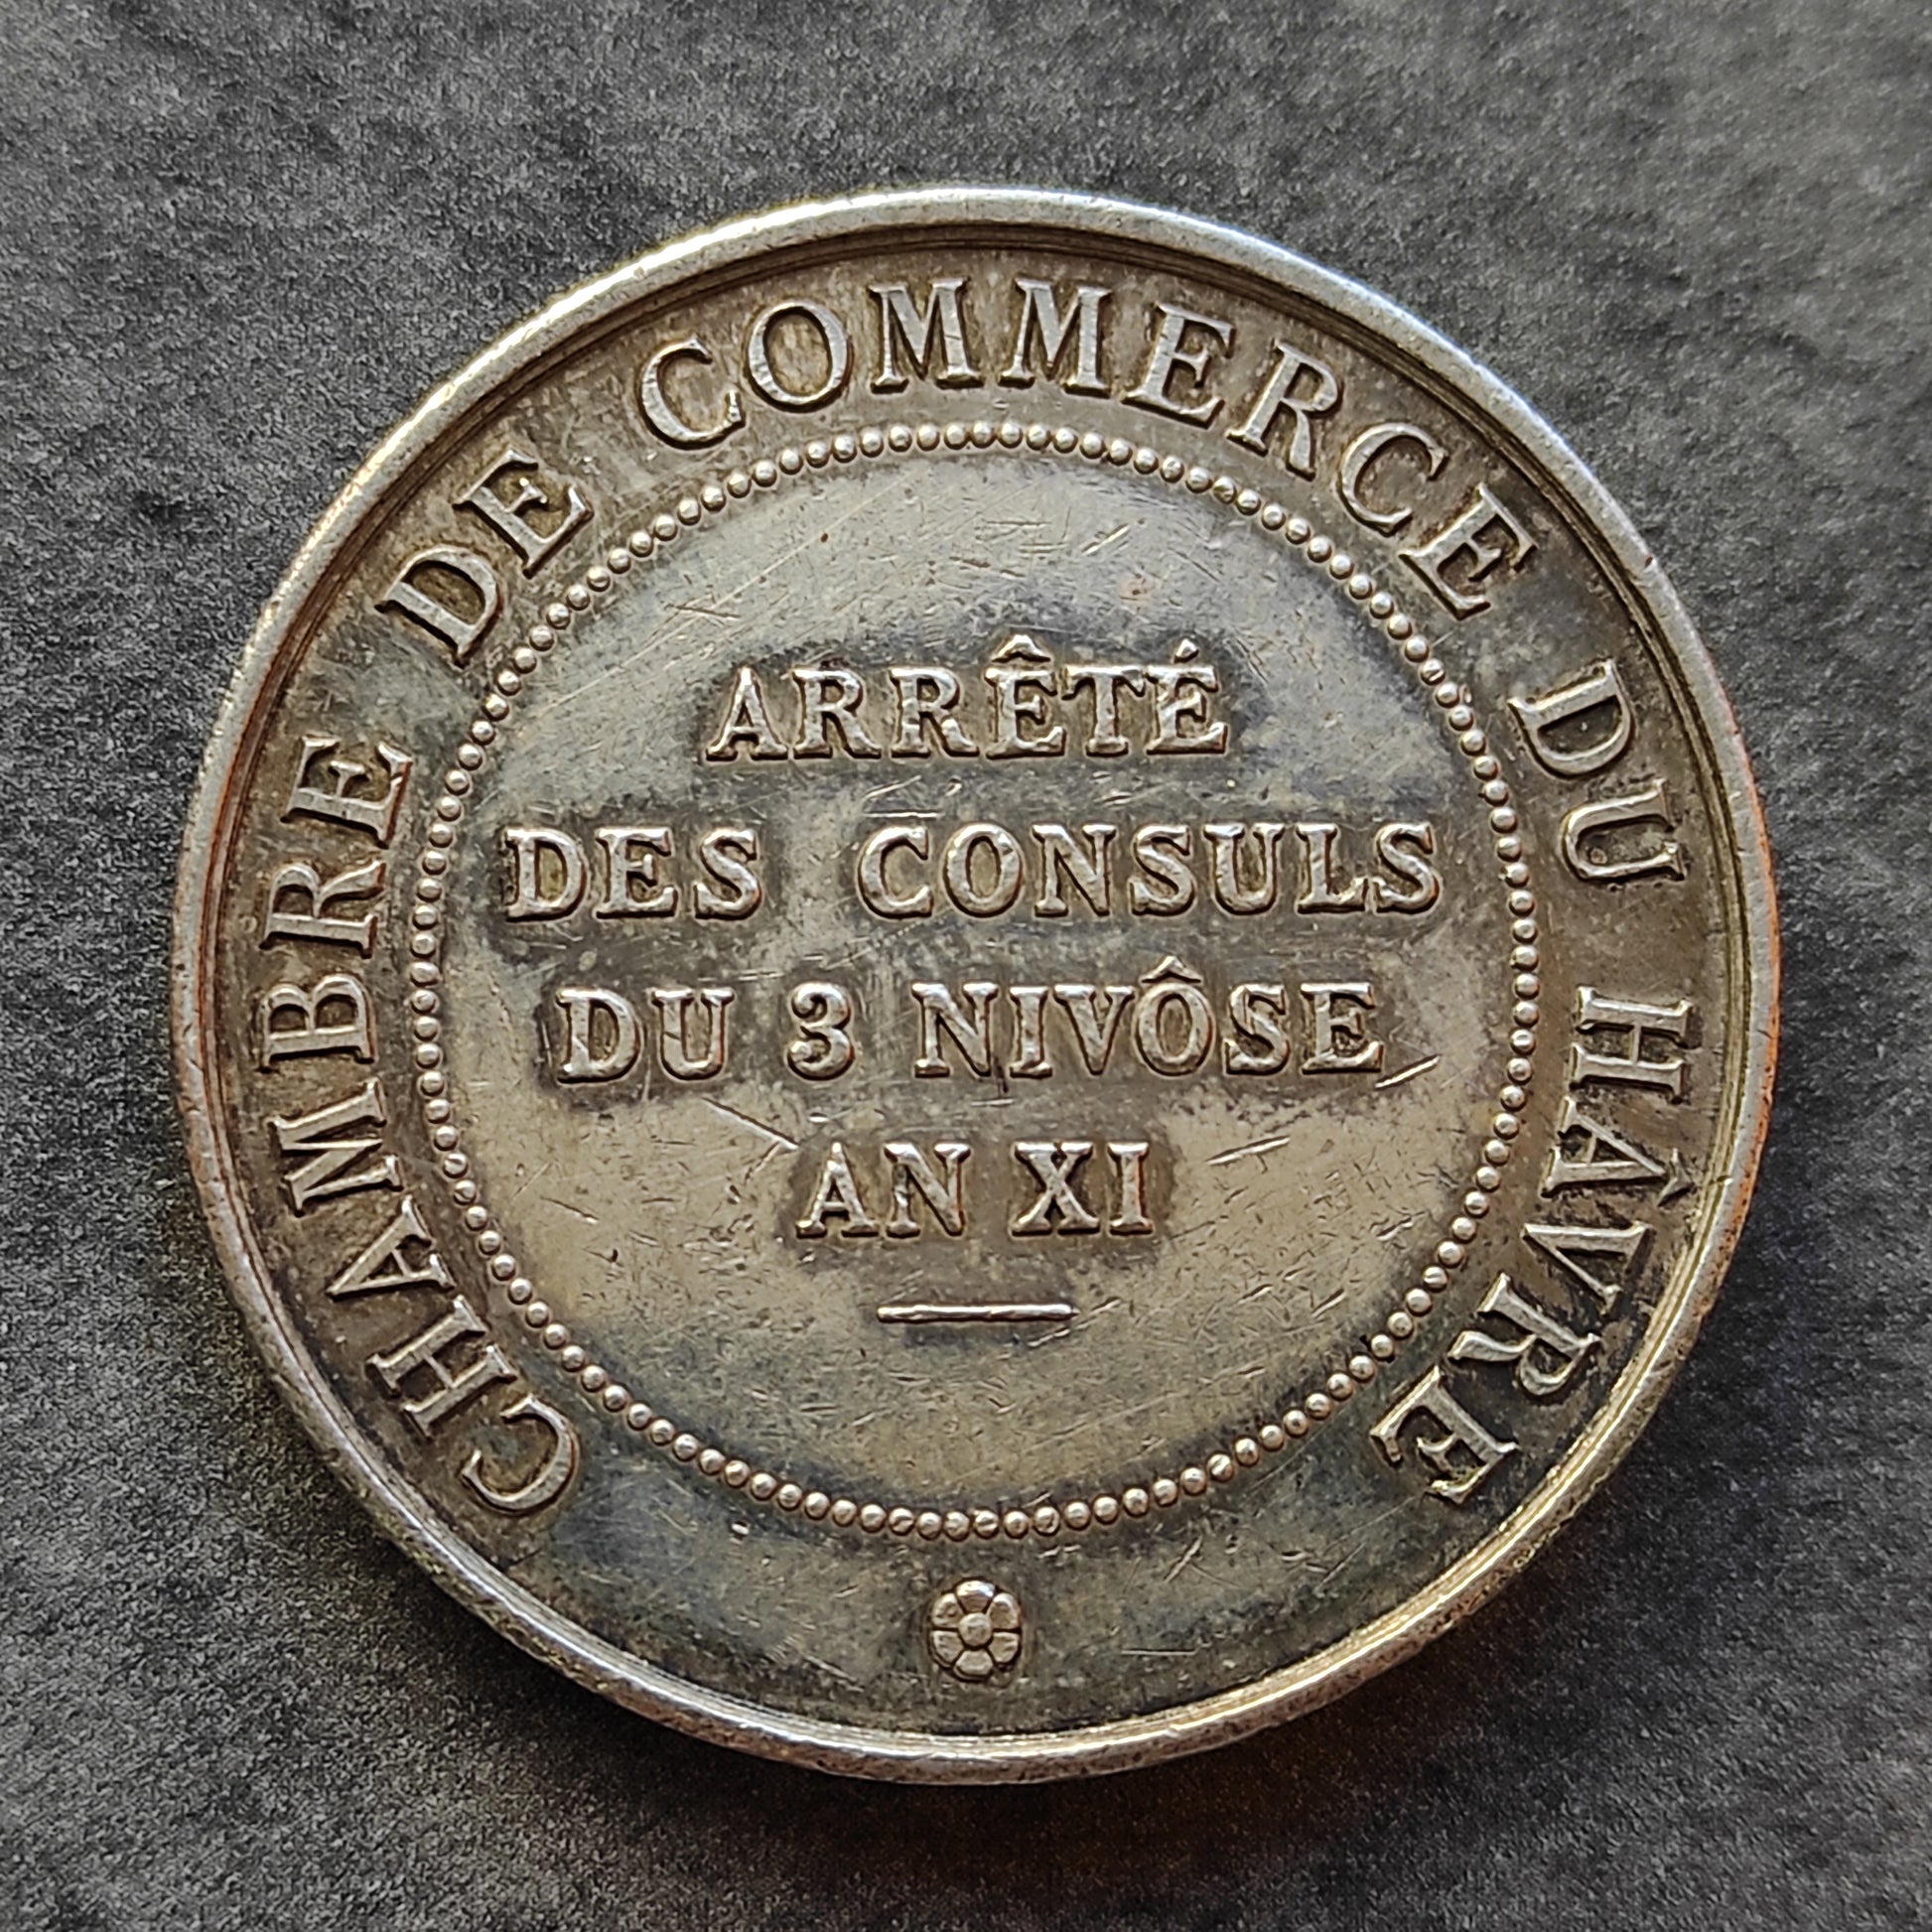 CHAMBRE DE COMMERCE DU HÂVRE
ARRÊTÉ
DES CONSULS
DU 3 NIVÔSE
AN XI